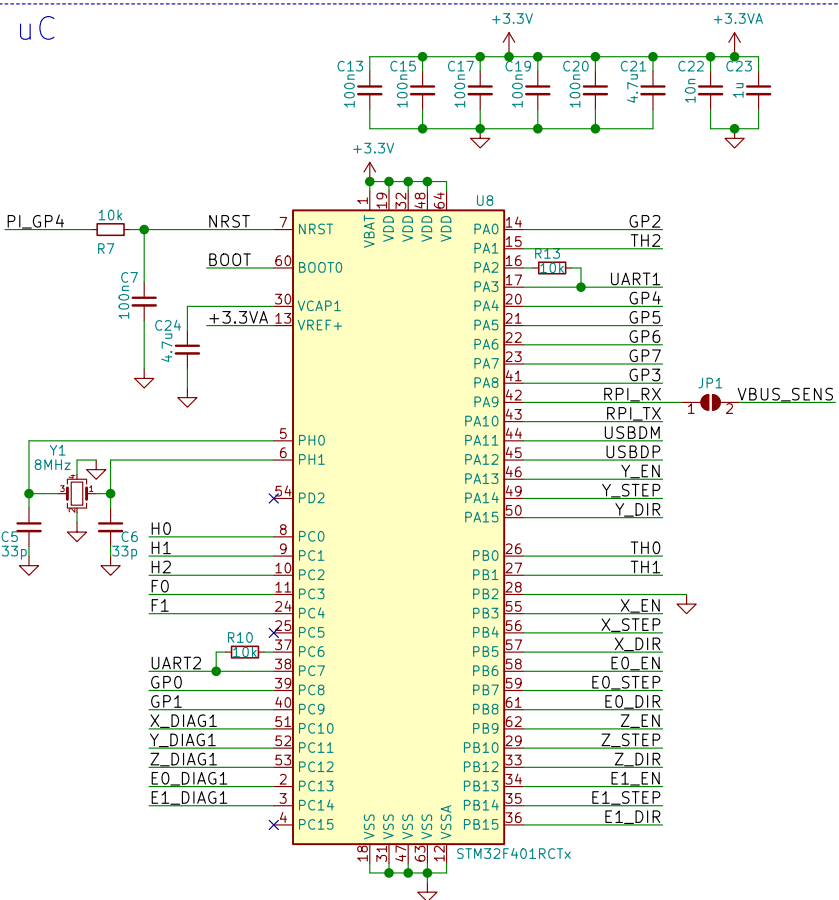 uC
+3.3V
+3.3VA
C13 100n
C15 100n
C17 100n
C19 100n
C20 100n
C21 4.7u
C22 10n
C23 1u
+3.3V
U8
1 19 32 48 64
VBAT VDD VDD VDD VDD
PI_GP4
10k
R7
NRST 7 NRST
BOOT 60 BOOT0
C7
100n
30 VCAP1
+3.3VA 13 VREF+
C24
4.7u
5 PH0
6 PH1
Y1
8MHz
3 1
4
2
C5
33p
C6
33p
54 PD2
H0 8 PC0
H1 9 PC1
H2 10 PC2
F0 11 PC3
F1 24 PC4
25 PC5
R10
10k
37 PC6
UART2 38 PC7
GP0 39 PC8
GP1 40 PC9
X_DIAG1 51 PC10
Y_DIAG1 52 PC11
Z_DIAG1 53 PC12
E0_DIAG1 2 PC13
E1_DIAG1 3 PC14
4 PC15
PA0 14 GP2
PA1 15 TH2
PA2 16
R13
10k
PA3 17 UART1
PA4 20 GP4
PA5 21 GP5
PA6 22 GP6
PA7 23 GP7
PA8 41 GP3
PA9 42 RPI_RX
JP1
1 2
VBUS_SENS
PA10 43 RPI_TX
PA11 44 USBDM
PA12 45 USBDP
PA13 46 Y_EN
PA14 49 Y_STEP
PA15 50 Y_DIR
PB0 26 TH0
PB1 27 TH1
PB2 28
PB3 55 X_EN
PB4 56 X_STEP
PB5 57 X_DIR
PB6 58 E0_EN
PB7 59 E0_STEP
PB8 61 E0_DIR
PB9 62 Z_EN
PB10 29 Z_STEP
PB12 33 Z_DIR
PB13 34 E1_EN
PB14 35 E1_STEP
PB15 36 E1_DIR
VSS VSS VSS VSS VSSA
18 31 47 63 12
STM32F401RCTx